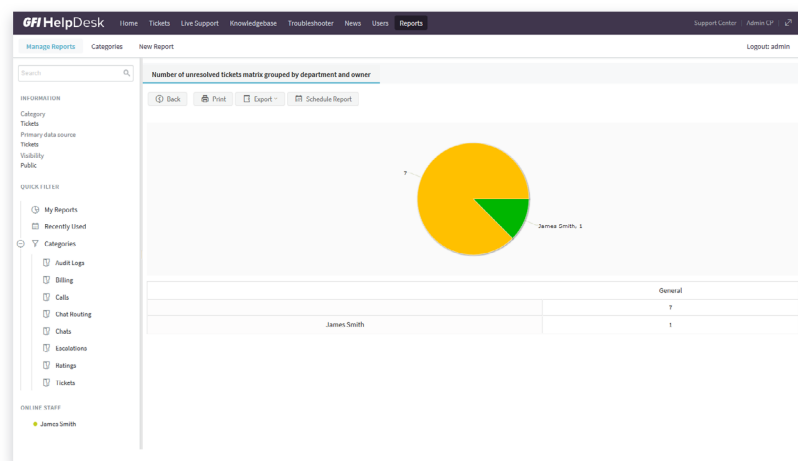 GFI HelpDesk Home Tickets Live Support Knowledgebase Troubleshooter News Users Reports Support Center Admin CP
Manage Reports Categories New Report Logout: admin
Search
Number of unresolved tickets matrix grouped by department and owner
Back Print Export Schedule Report
INFORMATION
Category
Tickets
Primary data source
Tickets
Visibility
Public
QUICK FILTER
My Reports
Recently Used
Categories
Audit Logs
Billing
Calls
Chat Routing
Chats
Escalations
Ratings
Tickets
ONLINE STAFF
James Smith
7
James Smith, 1
General
7
James Smith 1